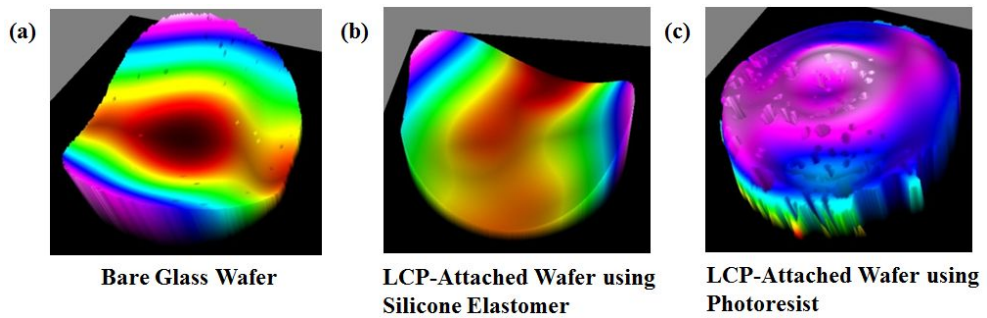 (a)
(b)
(c)
Bare Glass Wafer
LCP-Attached Wafer using
Silicone Elastomer
LCP-Attached Wafer using
Photoresist